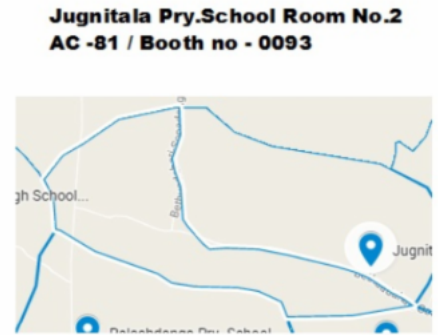 Jugnitala Pry.School Room No.2
AC -81 / Booth no - 0093
gh School...
Jugnit